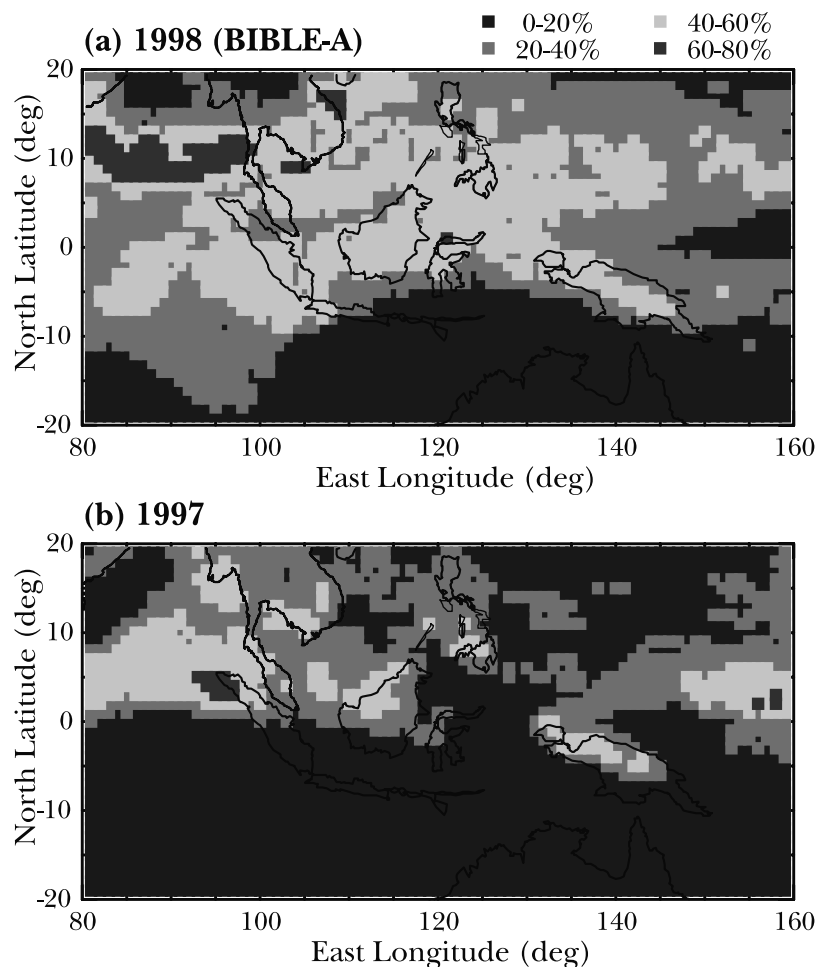 0-20% 40-60%
(a) 1998 (BIBLE-A)
20-40% 60-80%
20
10
0
-10
-20
North Latitude (deg)
80 100 120 140 160
East Longitude (deg)
(b) 1997
20
10
0
-10
-20
North Latitude (deg)
80 100 120 140 160
East Longitude (deg)